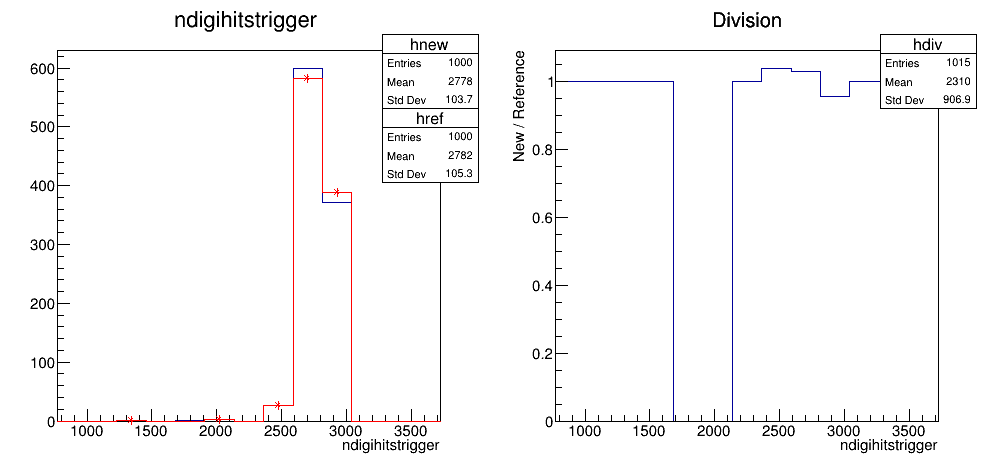 ndigihitstrigger
hnew
Entries 1000
Mean 2778
Std Dev 103.7
href
Entries 1000
Mean 2782
Std Dev 105.3
600
500
400
300
200
100
0
1000 1500 2000 2500 3000 3500
ndigihitstrigger
Division
hdiv
Entries 1015
Mean 2310
Std Dev 906.9
New / Reference
1
0.8
0.6
0.4
0.2
0
1000 1500 2000 2500 3000 3500
ndigihitstrigger